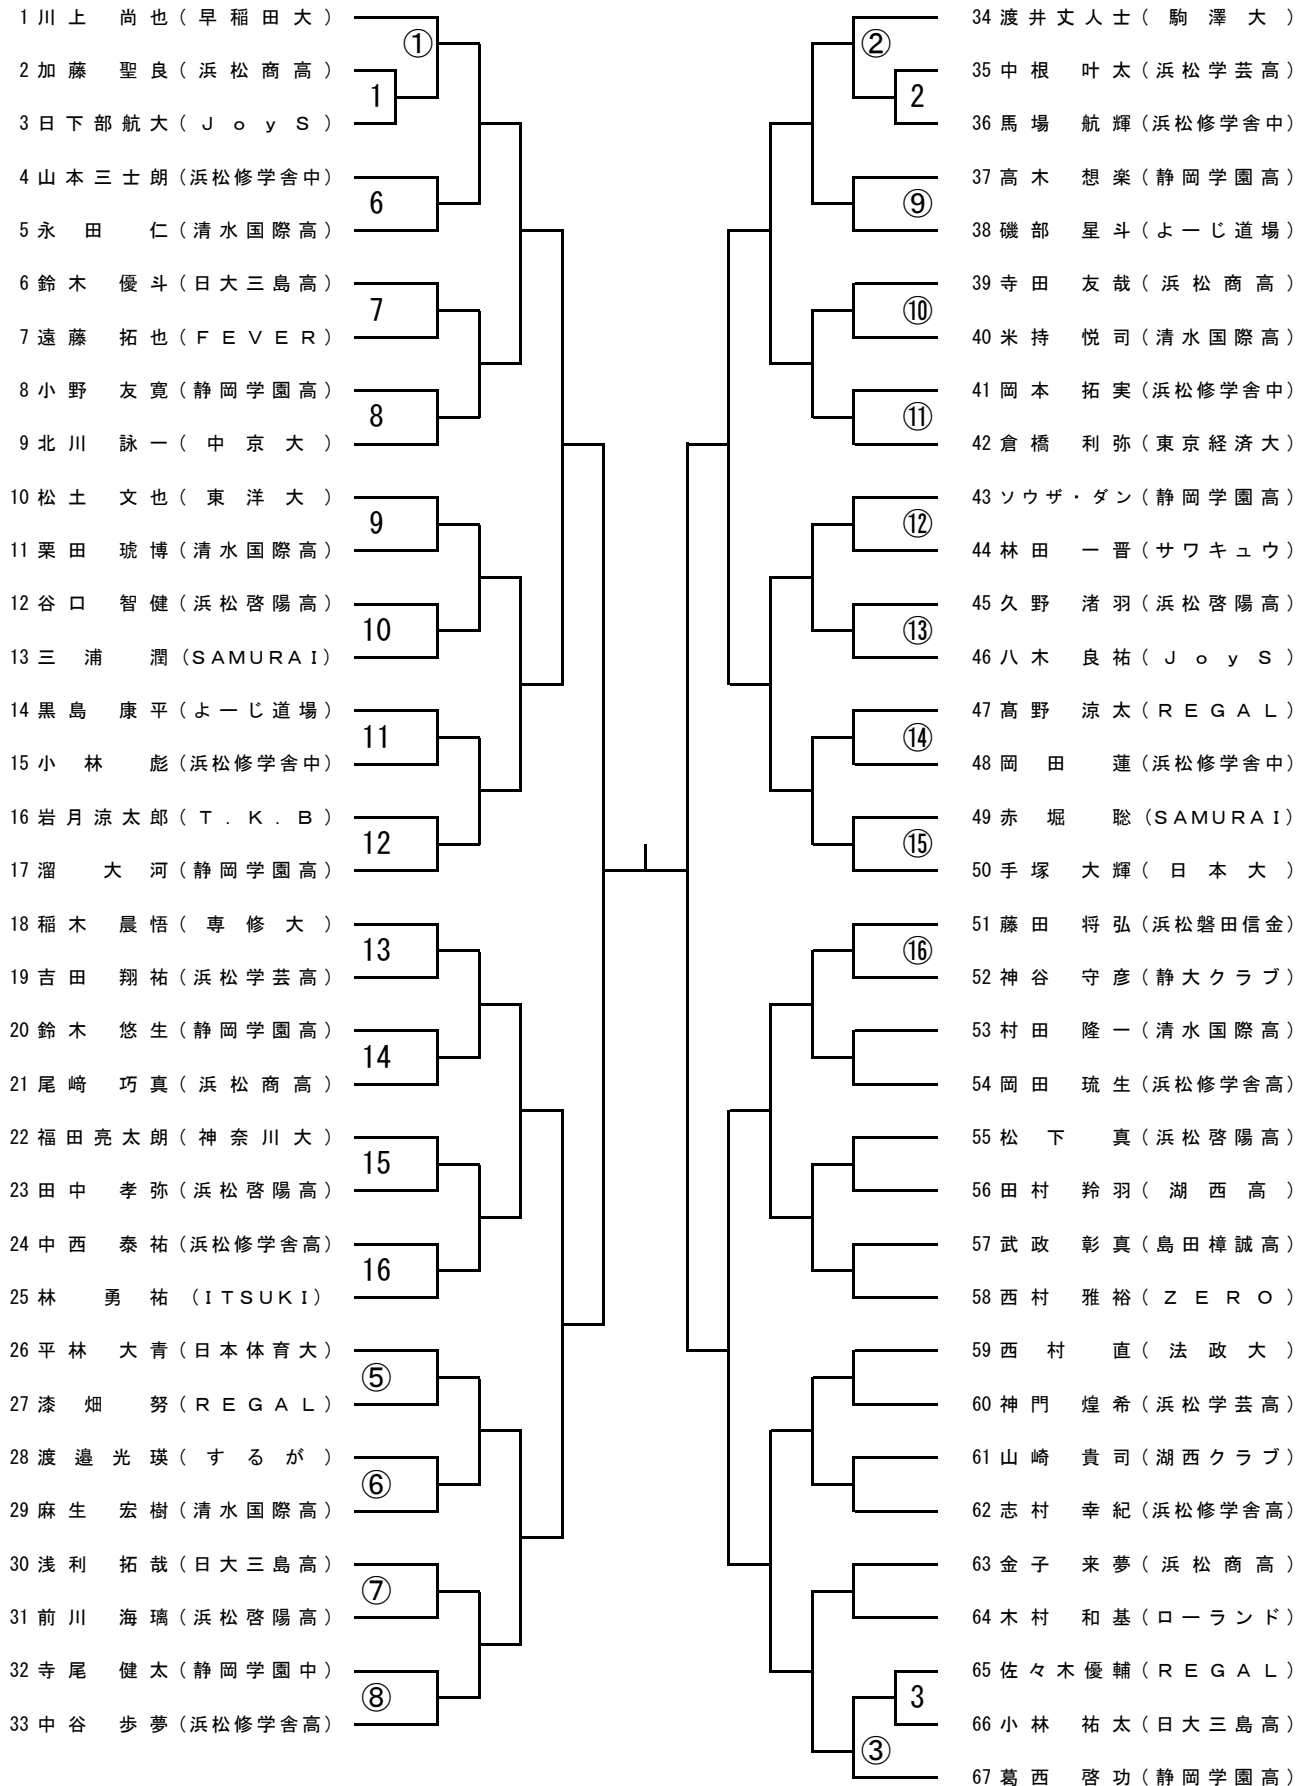 1 川上 尚也 (早稲田大)
①
2 加藤 聖良 (浜松商高)
1
3 日下部航大 (JoyS)
4 山本三士朗 (浜松修学舎中)
6
5 永田 仁 (清水国際高)
6 鈴木 優斗 (日大三島高)
7
7 遠藤 拓也 (FEVER)
8 小野 友寛 (静岡学園高)
8
9 北川 詠一 (中京大)
10 松土 文也 (東洋大)
9
11 栗田 琥博 (清水国際高)
12 谷口 智健 (浜松啓陽高)
10
13 三浦 潤 (SAMURAI)
14 黒島 康平 (よーじ道場)
11
15 小林 彪 (浜松修学舎中)
16 岩月涼太郎 (T.K.B)
12
17 溜 大河 (静岡学園高)
18 稲木 晨悟 (専修大)
13
19 吉田 翔祐 (浜松学芸高)
20 鈴木 悠生 (静岡学園高)
14
21 尾﨑 巧真 (浜松商高)
22 福田亮太朗 (神奈川大)
15
23 田中 孝弥 (浜松啓陽高)
24 中西 泰祐 (浜松修学舎高)
16
25 林 勇祐 (ITSUKI)
26 平林 大青 (日本体育大)
⑤
27 漆畑 努 (REGAL)
28 渡邉光瑛 (するが)
⑥
29 麻生 宏樹 (清水国際高)
30 浅利 拓哉 (日大三島高)
⑦
31 前川 海璃 (浜松啓陽高)
32 寺尾 健太 (静岡学園中)
⑧
33 中谷 歩夢 (浜松修学舎高)
34 渡井丈人士 (駒澤大)
②
35 中根 叶太 (浜松学芸高)
2
36 馬場 航輝 (浜松修学舎中)
37 高木 想楽 (静岡学園高)
⑨
38 磯部 星斗 (よーじ道場)
39 寺田 友哉 (浜松商高)
⑩
40 米持 悦司 (清水国際高)
41 岡本 拓実 (浜松修学舎中)
⑪
42 倉橋 利弥 (東京経済大)
43 ソウザ・ダン (静岡学園高)
⑫
44 林田 一晋 (サワキュウ)
45 久野 渚羽 (浜松啓陽高)
⑬
46 八木 良祐 (JoyS)
47 髙野 涼太 (REGAL)
⑭
48 岡田 蓮 (浜松修学舎中)
49 赤堀 聡 (SAMURAI)
⑮
50 手塚 大輝 (日本大)
51 藤田 将弘 (浜松磐田信金)
⑯
52 神谷 守彦 (静大クラブ)
53 村田 隆一 (清水国際高)
54 岡田 琉生 (浜松修学舎高)
55 松下 真 (浜松啓陽高)
56 田村 羚羽 (湖西高)
57 武政 彰真 (島田樟誠高)
58 西村 雅裕 (ZERO)
59 西村 直 (法政大)
60 神門 煌希 (浜松学芸高)
61 山崎 貴司 (湖西クラブ)
62 志村 幸紀 (浜松修学舎高)
63 金子 来夢 (浜松商高)
64 木村 和基 (ローランド)
65 佐々木優輔 (REGAL)
3
66 小林 祐太 (日大三島高)
③
67 葛西 啓功 (静岡学園高)